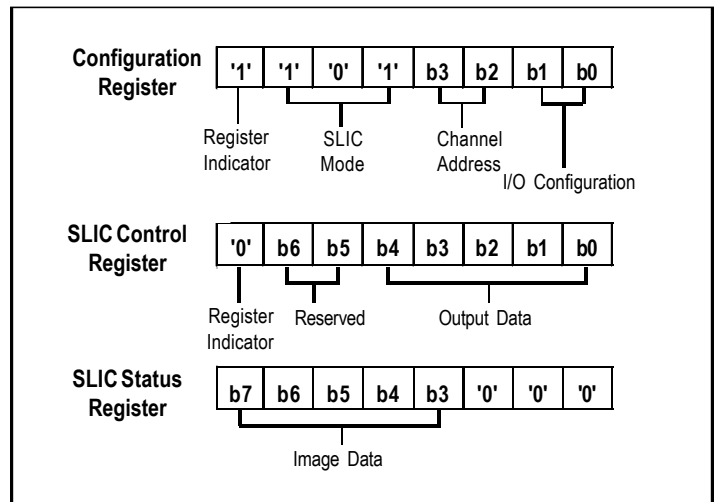 Configuration
Register
'1' '1' '0' '1' b3 b2 b1 b0
Register
Indicator
SLIC
Mode
Channel
Address
I/O Configuration
SLIC Control
Register
'0' b6 b5 b4 b3 b2 b1 b0
Register
Indicator
Reserved
Output Data
SLIC Status
Register
b7 b6 b5 b4 b3 '0' '0' '0'
Image Data